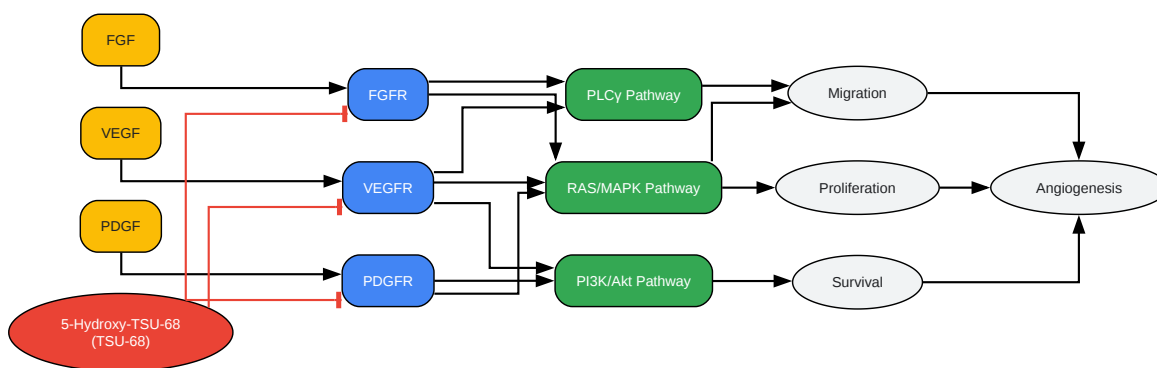 FGF
VEGF
PDGF
5-Hydroxy-TSU-68
(TSU-68)
FGFR
VEGFR
PDGFR
PLCγ Pathway
RAS/MAPK Pathway
PI3K/Akt Pathway
Migration
Proliferation
Survival
Angiogenesis